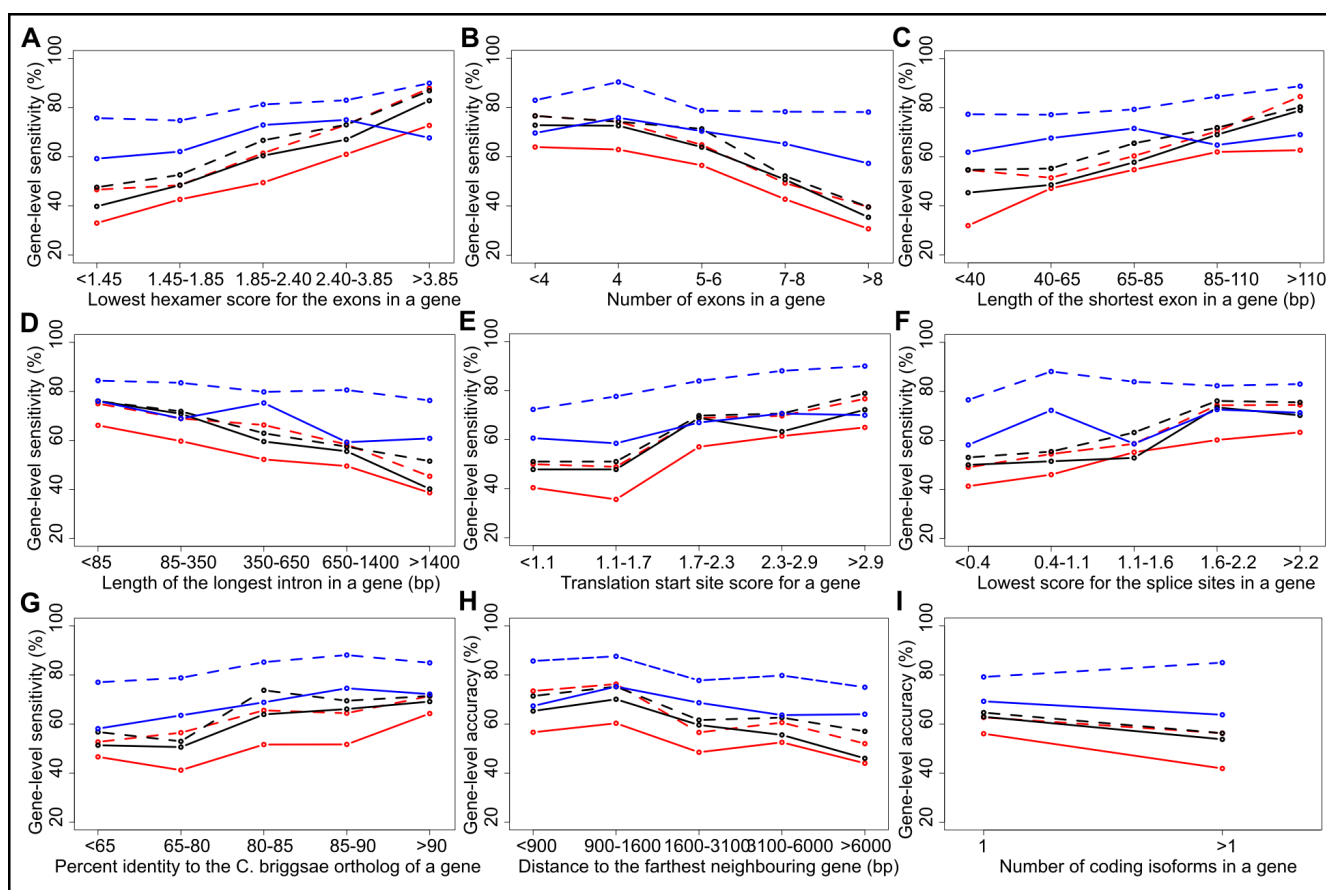 A
Gene-level sensitivity (%)
100
80
60
40
20
<1.45 1.45-1.85 1.85-2.40 2.40-3.85 >3.85
Lowest hexamer score for the exons in a gene
B
Gene-level sensitivity (%)
100
80
60
40
20
<4 4 5-6 7-8 >8
Number of exons in a gene
C
Gene-level sensitivity (%)
100
80
60
40
20
<40 40-65 65-85 85-110 >110
Length of the shortest exon in a gene (bp)
D
Gene-level sensitivity (%)
100
80
60
40
20
<85 85-350 350-650 650-1400 >1400
Length of the longest intron in a gene (bp)
E
Gene-level sensitivity (%)
100
80
60
40
20
<1.1 1.1-1.7 1.7-2.3 2.3-2.9 >2.9
Translation start site score for a gene
F
Gene-level sensitivity (%)
100
80
60
40
20
<0.4 0.4-1.1 1.1-1.6 1.6-2.2 >2.2
Lowest score for the splice sites in a gene
G
Gene-level sensitivity (%)
100
80
60
40
20
<65 65-80 80-85 85-90 >90
Percent identity to the C. briggsae ortholog of a gene
H
Gene-level accuracy (%)
100
80
60
40
20
<900 900-1600 1600-3100 3100-6000 >6000
Distance to the farthest neighbouring gene (bp)
I
Gene-level accuracy (%)
100
80
60
40
20
1 >1
Number of coding isoforms in a gene